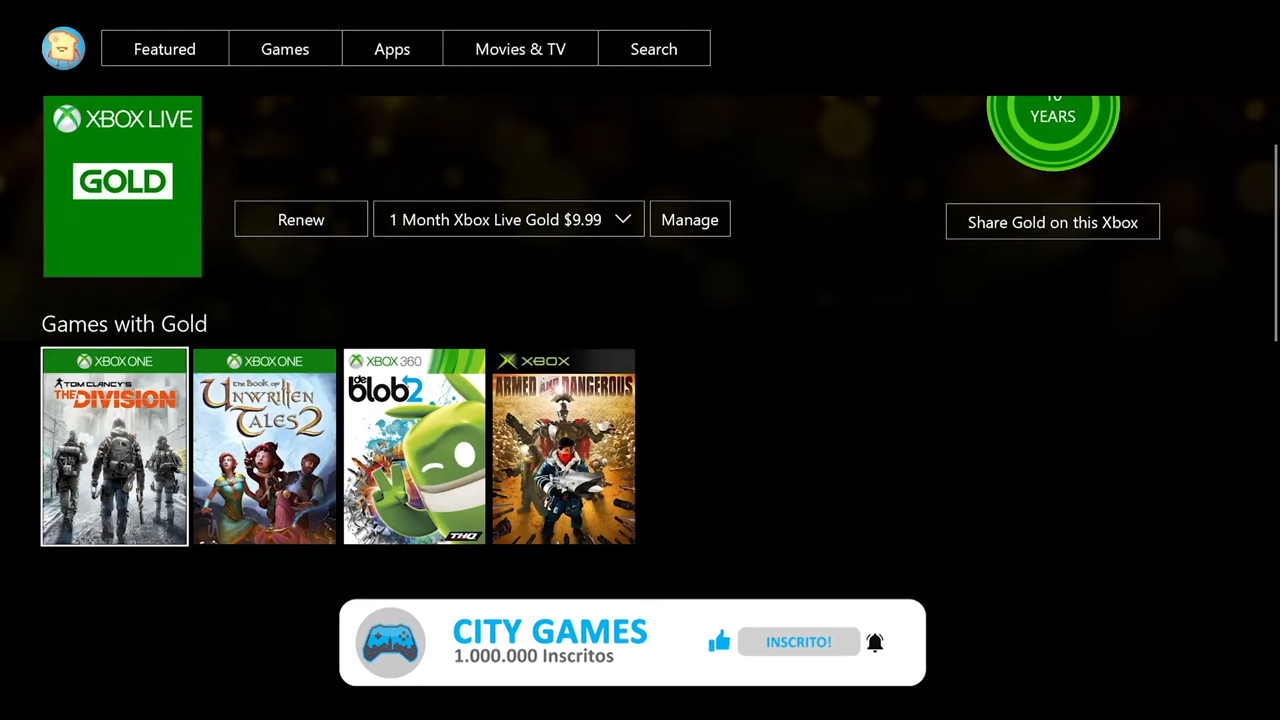 Featured
Games
Apps
Movies & TV
Search
XBOX LIVE
GOLD
YEARS
Renew
1 Month Xbox Live Gold $9.99
Manage
Share Gold on this Xbox
Games with Gold
XBOX ONE
TOM CLANCY'S
THE DIVISION
XBOX ONE
THE BOOK OF
UNWRITTEN
TALES 2
XBOX 360
de
blob2
THQ
XBOX
ARMED AND DANGEROUS
CITY GAMES
1.000.000 Inscritos
INSCRITO!